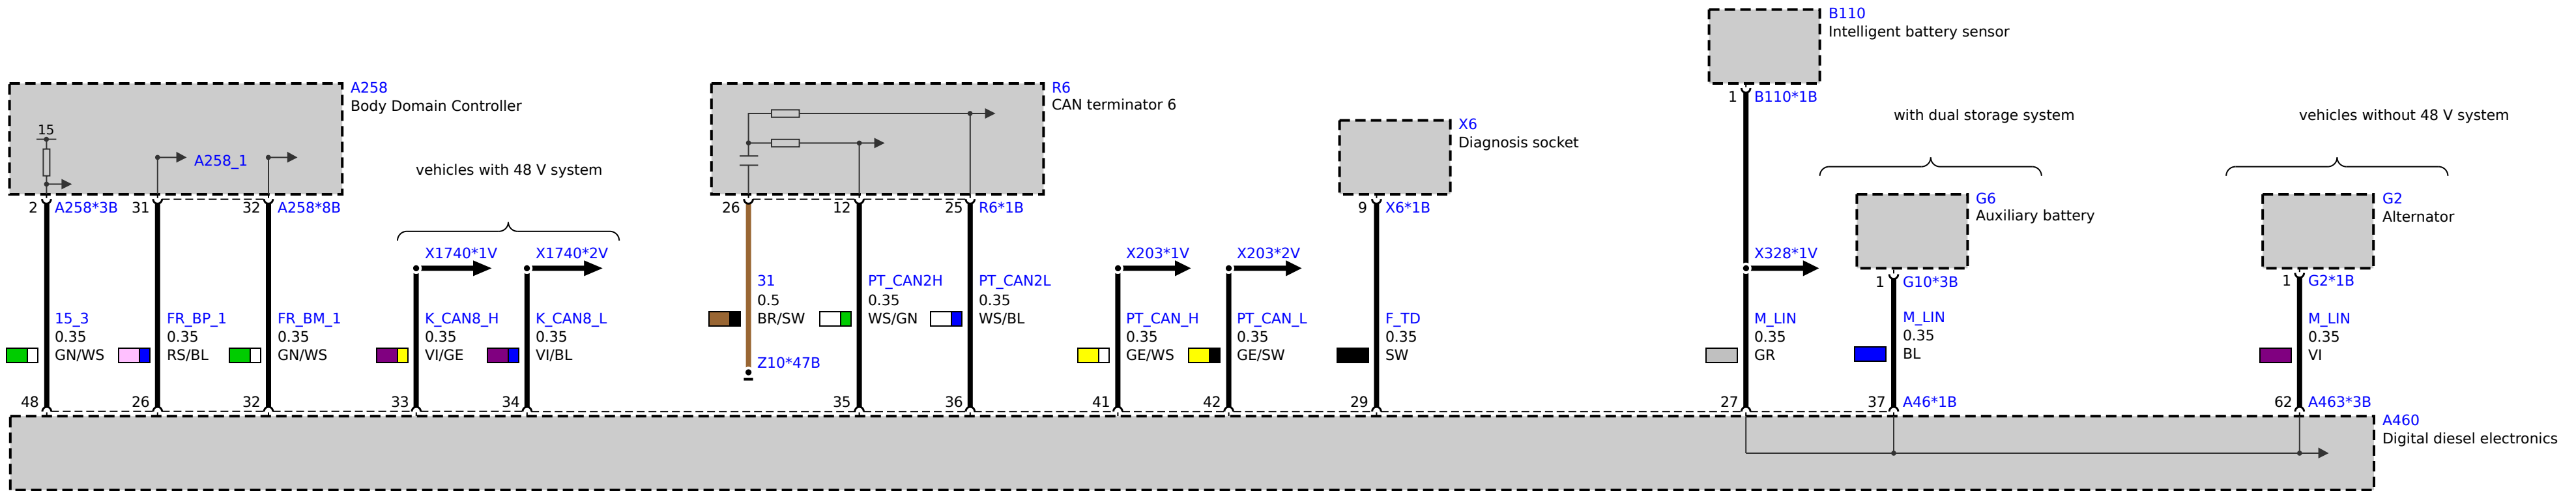 B110
Intelligent battery sensor
A258
Body Domain Controller
15
A258_1
R6
CAN terminator 6
X6
Diagnosis socket
1 B110*1B
with dual storage system
vehicles without 48 V system
vehicles with 48 V system
G6
Auxiliary battery
G2
Alternator
2 A258*3B 31 32 A258*8B
26 12 25 R6*1B
9 X6*1B
X1740*1V X1740*2V
X203*1V X203*2V
X328*1V
1 G10*3B
1 G2*1B
15_3
0.35
GN/WS
FR_BP_1
0.35
RS/BL
FR_BM_1
0.35
GN/WS
K_CAN8_H
0.35
VI/GE
K_CAN8_L
0.35
VI/BL
31
0.5
BR/SW
Z10*47B
PT_CAN2H
0.35
WS/GN
PT_CAN2L
0.35
WS/BL
PT_CAN_H
0.35
GE/WS
PT_CAN_L
0.35
GE/SW
F_TD
0.35
SW
M_LIN
0.35
GR
M_LIN
0.35
BL
M_LIN
0.35
VI
48 26 32 33 34 35 36 41 42 29 27 37 A46*1B 62 A463*3B
A460
Digital diesel electronics